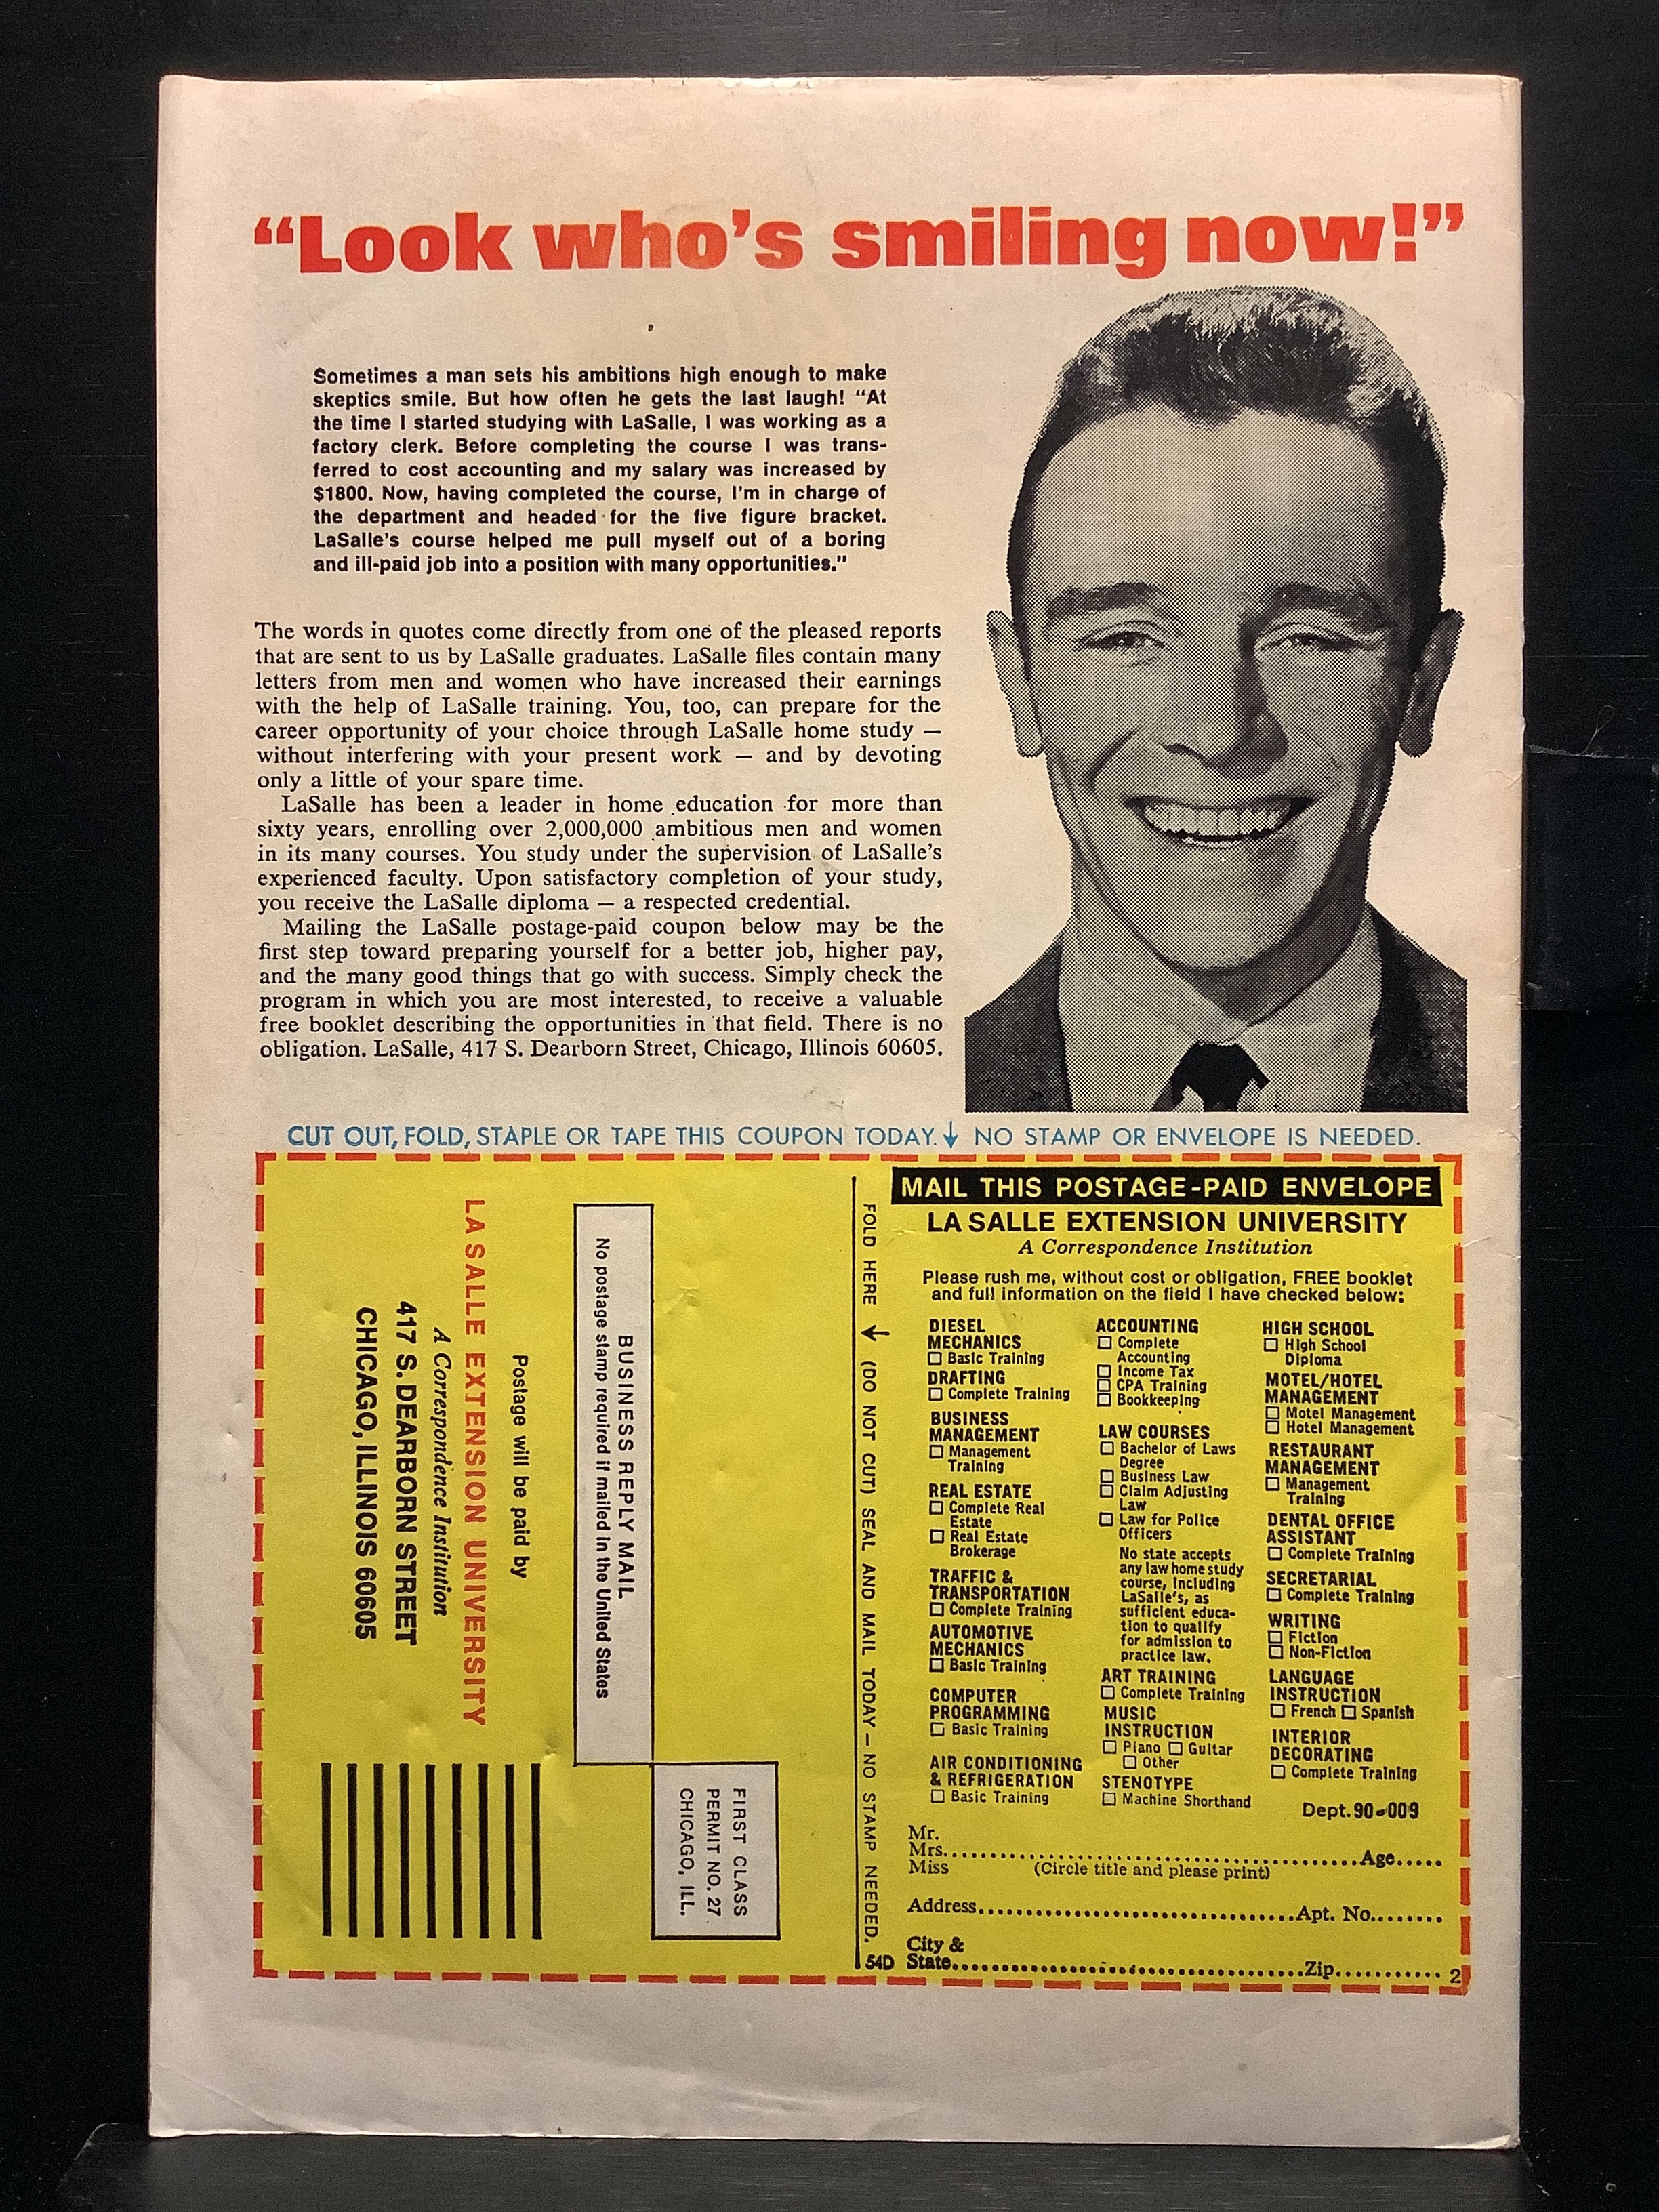 “Look who’s smiling now!”
Sometimes a man sets his ambitions high enough to make
skeptics smile. But how often he gets the last laugh! “At
the time I started studying with LaSalle, I was working as a
factory clerk. Before completing the course I was trans-
ferred to cost accounting and my salary was increased by
$1800. Now, having completed the course, I’m in charge of
the department and headed for the five figure bracket.
LaSalle’s course helped me pull myself out of a boring
and ill-paid job into a position with many opportunities.”
The words in quotes come directly from one of the pleased reports
that are sent to us by LaSalle graduates. LaSalle files contain many
letters from men and women who have increased their earnings
with the help of LaSalle training. You, too, can prepare for the
career opportunity of your choice through LaSalle home study —
without interfering with your present work — and by devoting
only a little of your spare time.
LaSalle has been a leader in home education for more than
sixty years, enrolling over 2,000,000 ambitious men and women
in its many courses. You study under the supervision of LaSalle’s
experienced faculty. Upon satisfactory completion of your study,
you receive the LaSalle diploma — a respected credential.
Mailing the LaSalle postage-paid coupon below may be the
first step toward preparing yourself for a better job, higher pay,
and the many good things that go with success. Simply check the
program in which you are most interested, to receive a valuable
free booklet describing the opportunities in that field. There is no
obligation. LaSalle, 417 S. Dearborn Street, Chicago, Illinois 60605.
CUT OUT, FOLD, STAPLE OR TAPE THIS COUPON TODAY.↓ NO STAMP OR ENVELOPE IS NEEDED.
FIRST CLASS
PERMIT NO. 27
CHICAGO, ILL.
BUSINESS REPLY MAIL
No postage stamp required if mailed in the United States
Postage will be paid by
LA SALLE EXTENSION UNIVERSITY
A Correspondence Institution
417 S. DEARBORN STREET
CHICAGO, ILLINOIS 60605
FOLD HERE → (DO NOT CUT) SEAL AND MAIL TODAY — NO STAMP NEEDED.
54D
MAIL THIS POSTAGE-PAID ENVELOPE
LA SALLE EXTENSION UNIVERSITY
A Correspondence Institution
Please rush me, without cost or obligation, FREE booklet
and full information on the field I have checked below:
DIESEL
MECHANICS
☐ Basic Training
DRAFTING
☐ Complete Training
BUSINESS
MANAGEMENT
☐ Management
Training
REAL ESTATE
☐ Complete Real
Estate
☐ Real Estate
Brokerage
TRAFFIC &
TRANSPORTATION
☐ Complete Training
AUTOMOTIVE
MECHANICS
☐ Basic Training
COMPUTER
PROGRAMMING
☐ Basic Training
AIR CONDITIONING
& REFRIGERATION
☐ Basic Training
ACCOUNTING
☐ Complete
Accounting
☐ Income Tax
☐ CPA Training
☐ Bookkeeping
LAW COURSES
☐ Bachelor of Laws
Degree
☐ Business Law
☐ Claim Adjusting
Law
☐ Law for Police
Officers
No state accepts
any law home study
course, including
LaSalle’s, as
sufficient educa-
tion to qualify
for admission to
practice law.
ART TRAINING
☐ Complete Training
MUSIC
INSTRUCTION
☐ Piano ☐ Guitar
☐ Other
STENOTYPE
☐ Machine Shorthand
HIGH SCHOOL
☐ High School
Diploma
MOTEL/HOTEL
MANAGEMENT
☐ Motel Management
☐ Hotel Management
RESTAURANT
MANAGEMENT
☐ Management
Training
DENTAL OFFICE
ASSISTANT
☐ Complete Training
SECRETARIAL
☐ Complete Training
WRITING
☐ Fiction
☐ Non-Fiction
LANGUAGE
INSTRUCTION
☐ French ☐ Spanish
INTERIOR
DECORATING
☐ Complete Training
Dept. 90-009
Mr.
Mrs. Age
Miss (Circle title and please print)
Address Apt. No.
City &
State Zip 2